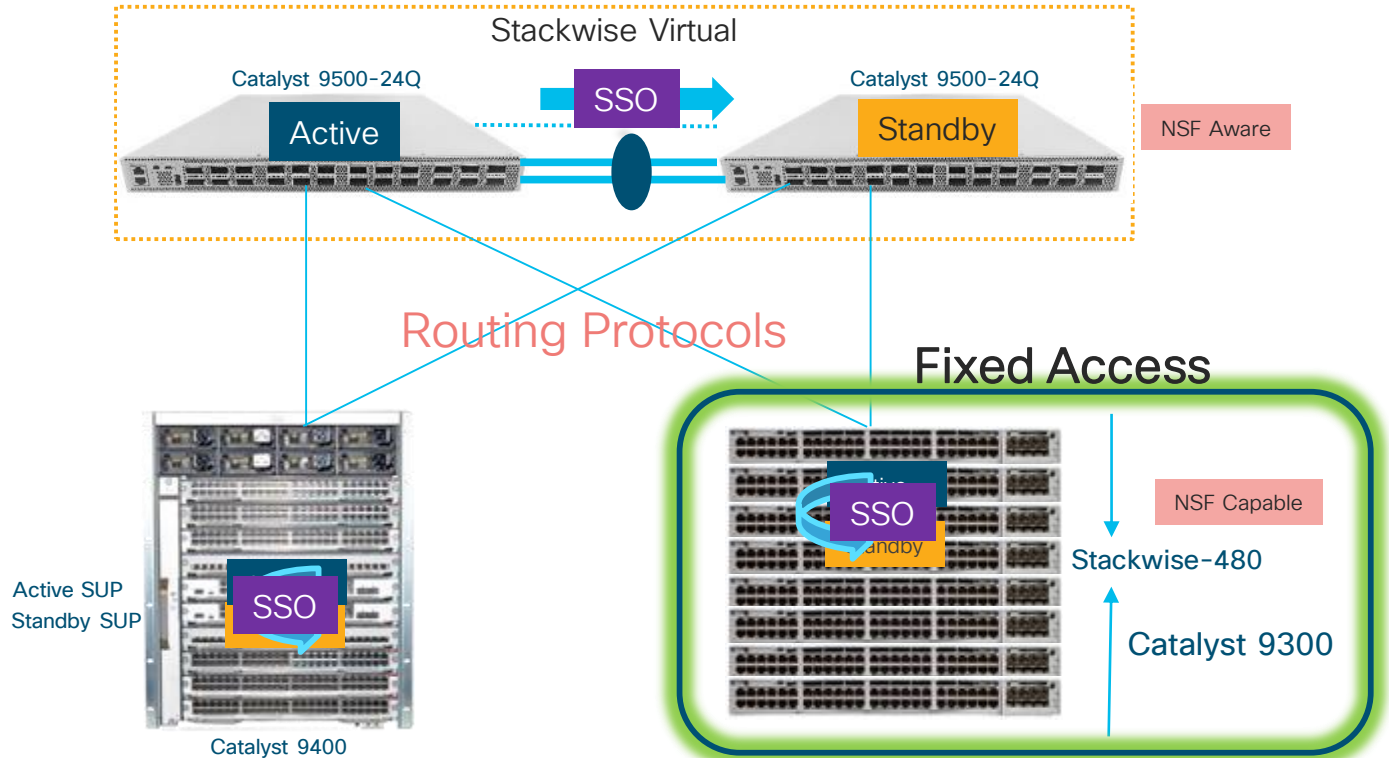 Stackwise Virtual
Catalyst 9500-24Q
SSO
Catalyst 9500-24Q
Active
Standby
NSF Aware
Routing Protocols
Fixed Access
SSO
NSF Capable
Stackwise-480
Catalyst 9300
Active SUP
Standby SUP
SSO
Catalyst 9400